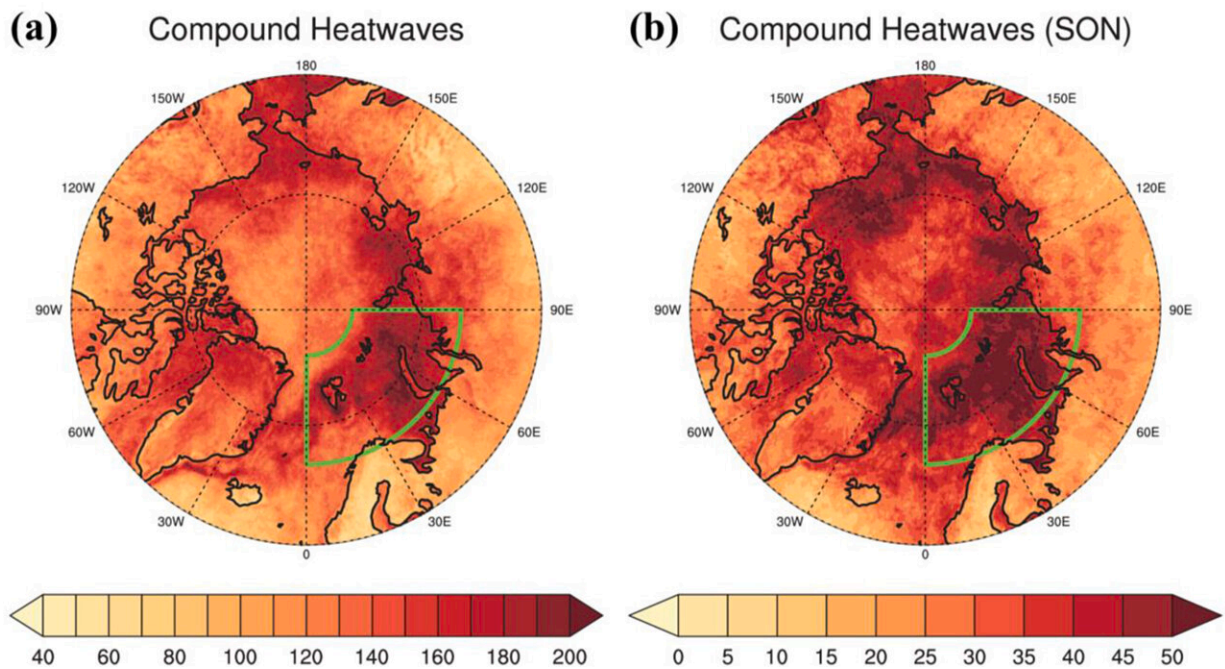 (a) Compound Heatwaves
180
150W 150E
120W 120E
90W 90E
60W 60E
30W 30E
0
40 60 80 100 120 140 160 180 200
(b) Compound Heatwaves (SON)
180
150W 150E
120W 120E
90W 90E
60W 60E
30W 30E
0
0 5 10 15 20 25 30 35 40 45 50